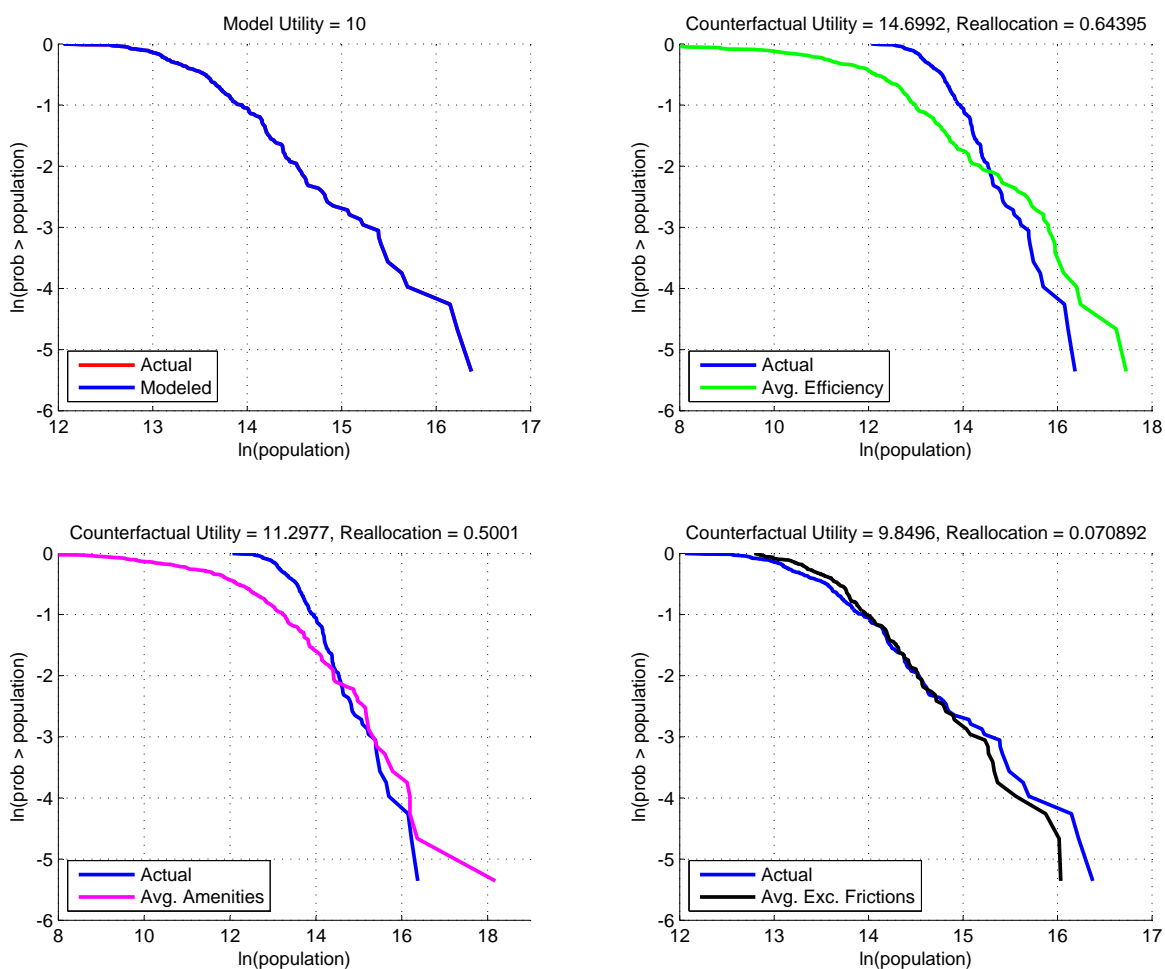 Model Utility = 10
0
-1
-2
-3
-4
-5
-6
ln(prob > population)
Actual
Modeled
12 13 14 15 16 17
ln(population)
Counterfactual Utility = 14.6992, Reallocation = 0.64395
0
-1
-2
-3
-4
-5
-6
ln(prob > population)
Actual
Avg. Efficiency
8 10 12 14 16 18
ln(population)
Counterfactual Utility = 11.2977, Reallocation = 0.5001
0
-1
-2
-3
-4
-5
-6
ln(prob > population)
Actual
Avg. Amenities
8 10 12 14 16 18
ln(population)
Counterfactual Utility = 9.8496, Reallocation = 0.070892
0
-1
-2
-3
-4
-5
-6
ln(prob > population)
Actual
Avg. Exc. Frictions
12 13 14 15 16 17
ln(population)